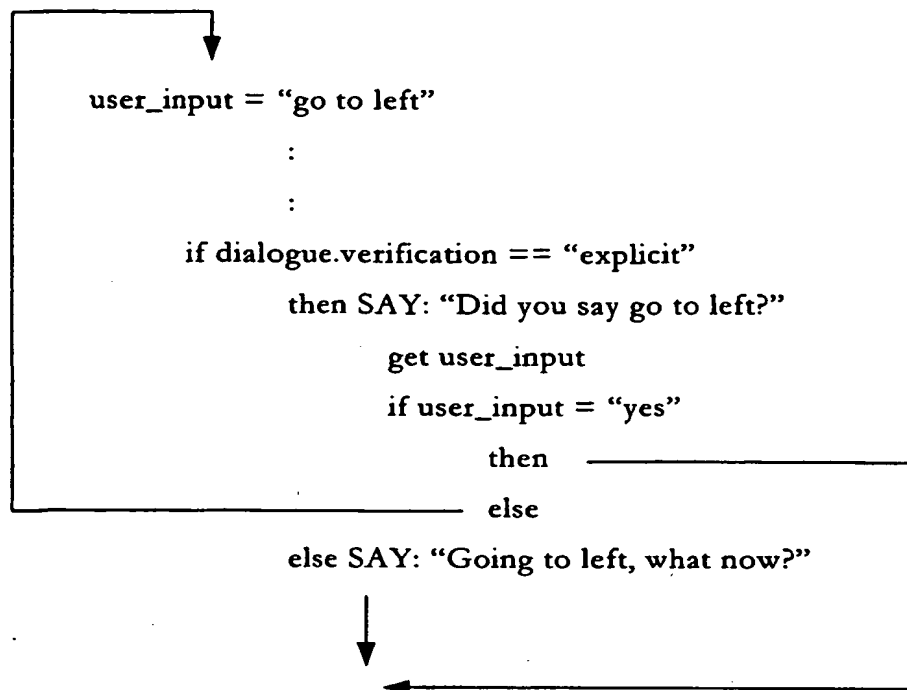 user_input = “go to left”
:
:
if dialogue.verification == “explicit”
then SAY: “Did you say go to left?”
get user_input
if user_input = “yes”
then
else
else SAY: “Going to left, what now?”